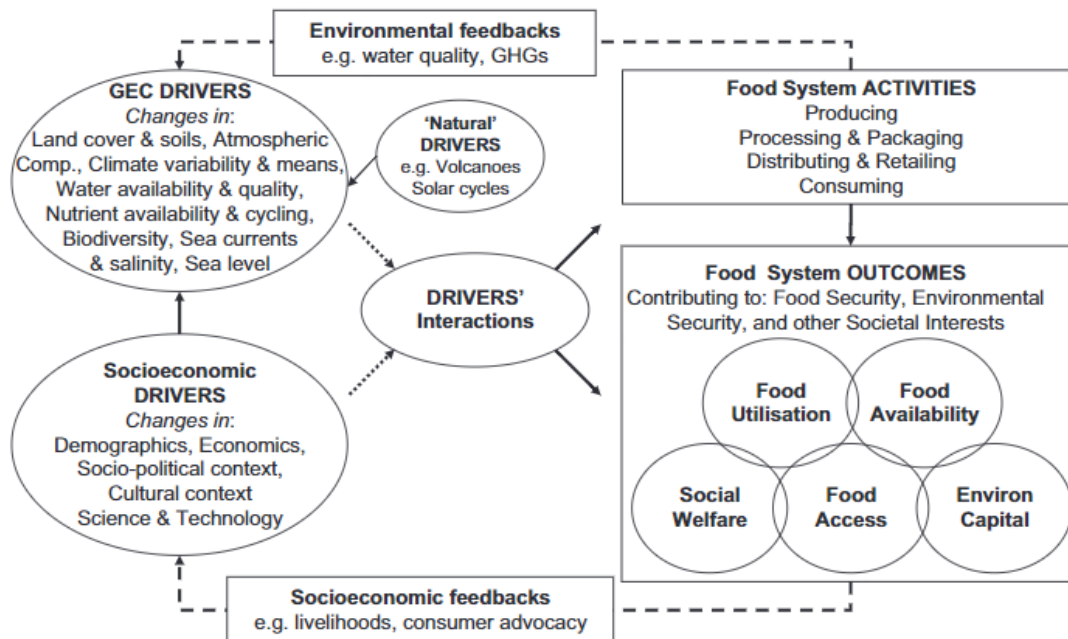 Environmental feedbacks
e.g. water quality, GHGs
GEC DRIVERS
Changes in:
Land cover & soils, Atmospheric
Comp., Climate variability & means,
Water availability & quality,
Nutrient availability & cycling,
Biodiversity, Sea currents
& salinity, Sea level
‘Natural’
DRIVERS
e.g. Volcanoes
Solar cycles
Food System ACTIVITIES
Producing
Processing & Packaging
Distributing & Retailing
Consuming
DRIVERS’
Interactions
Food System OUTCOMES
Contributing to: Food Security, Environmental
Security, and other Societal Interests
Food
Utilisation
Food
Availability
Social
Welfare
Food
Access
Environ
Capital
Socioeconomic
DRIVERS
Changes in:
Demographics, Economics,
Socio-political context,
Cultural context
Science & Technology
Socioeconomic feedbacks
e.g. livelihoods, consumer advocacy